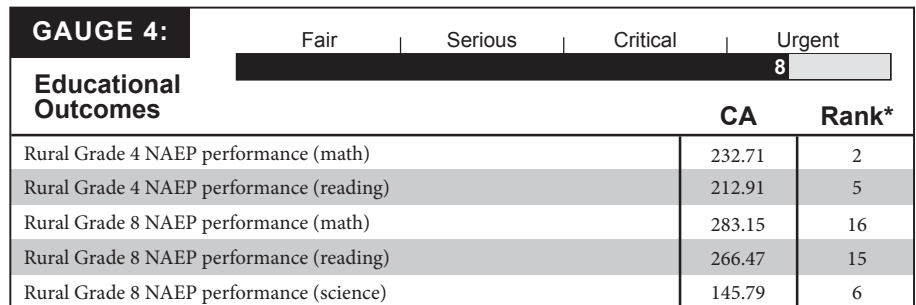 GAUGE 4:
Fair | Serious | Critical | Urgent
8
Educational
Outcomes
CA Rank*
Rural Grade 4 NAEP performance (math) 232.71 2
Rural Grade 4 NAEP performance (reading) 212.91 5
Rural Grade 8 NAEP performance (math) 283.15 16
Rural Grade 8 NAEP performance (reading) 266.47 15
Rural Grade 8 NAEP performance (science) 145.79 6